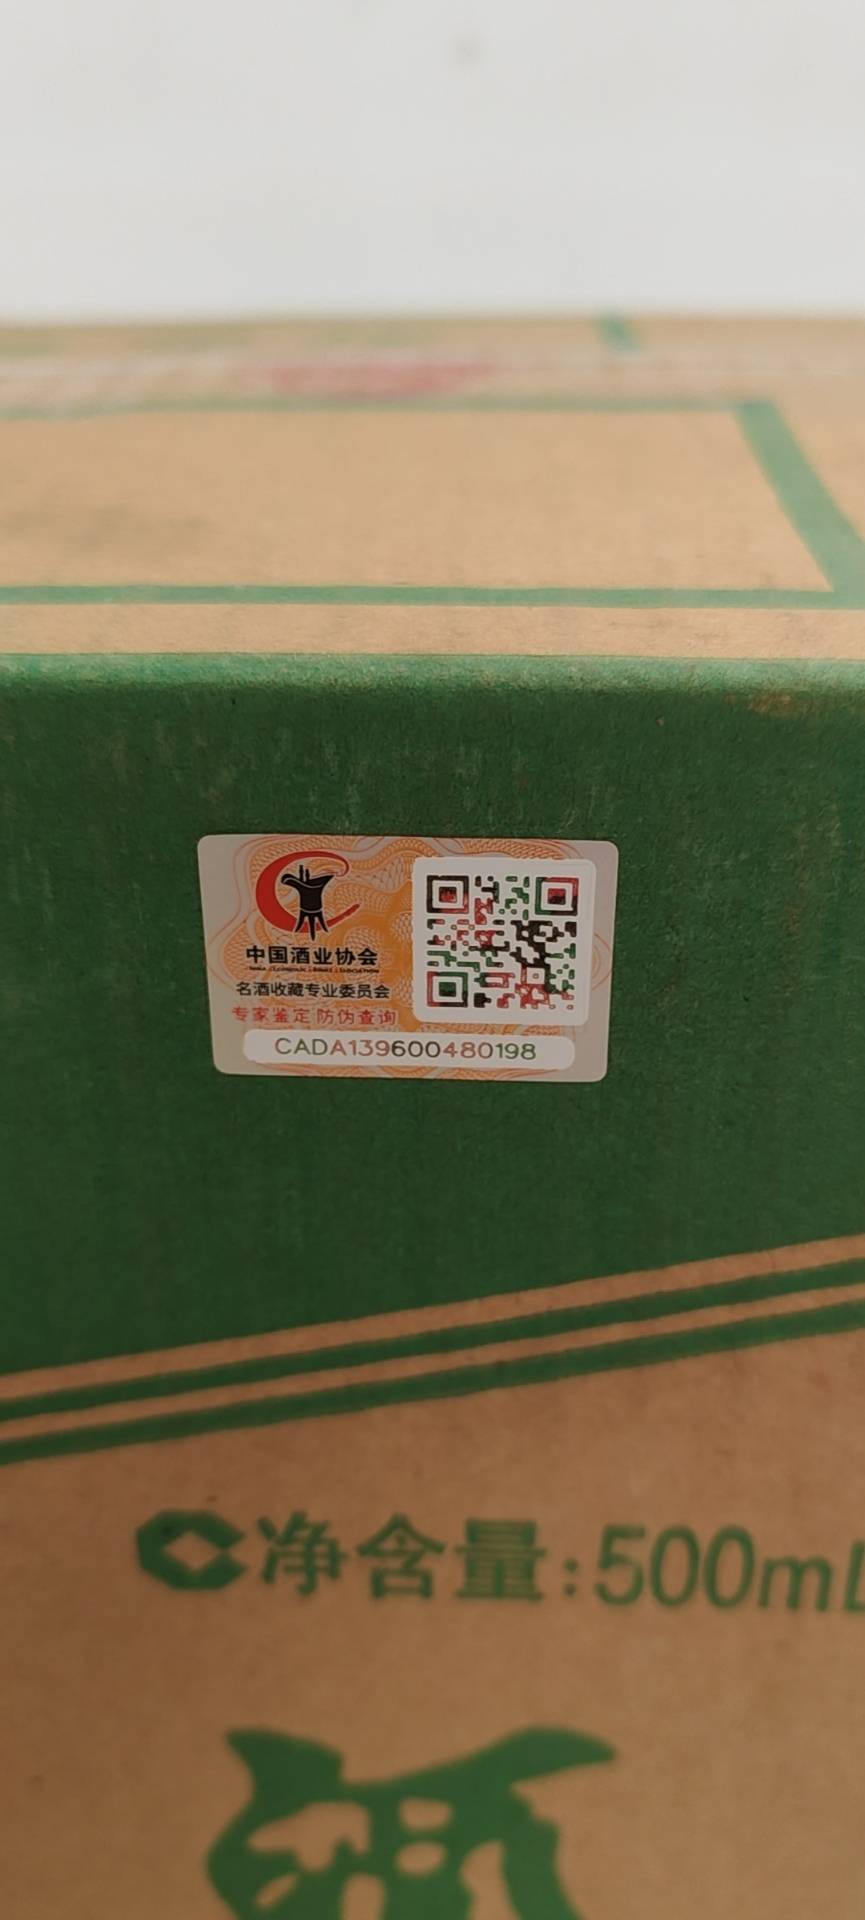 中国酒业协会
名酒收藏专业委员会
专家鉴定 防伪查询
CADA139600480198
净含量:500mL